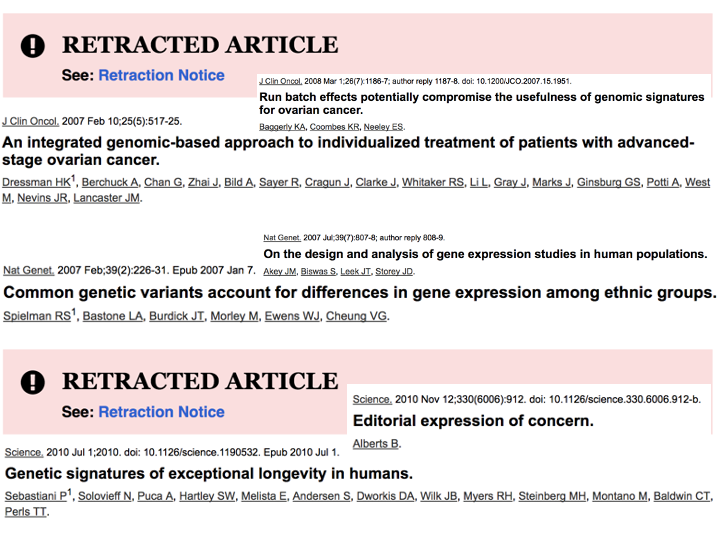 RETRACTED ARTICLE
See: Retraction Notice
J Clin Oncol. 2008 Mar 1;26(7):1186-7; author reply 1187-8. doi: 10.1200/JCO.2007.15.1951.
Run batch effects potentially compromise the usefulness of genomic signatures
for ovarian cancer.
Baggerly KA, Coombes KR, Neeley ES.
J Clin Oncol. 2007 Feb 10;25(5):517-25.
An integrated genomic-based approach to individualized treatment of patients with advanced-
stage ovarian cancer.
Dressman HK1, Berchuck A, Chan G, Zhai J, Bild A, Sayer R, Cragun J, Clarke J, Whitaker RS, Li L, Gray J, Marks J, Ginsburg GS, Potti A, West
M, Nevins JR, Lancaster JM.
Nat Genet. 2007 Jul;39(7):807-8; author reply 808-9.
On the design and analysis of gene expression studies in human populations.
Akey JM, Biswas S, Leek JT, Storey JD.
Nat Genet. 2007 Feb;39(2):226-31. Epub 2007 Jan 7.
Common genetic variants account for differences in gene expression among ethnic groups.
Spielman RS1, Bastone LA, Burdick JT, Morley M, Ewens WJ, Cheung VG.
RETRACTED ARTICLE
See: Retraction Notice
Science. 2010 Nov 12;330(6006):912. doi: 10.1126/science.330.6006.912-b.
Editorial expression of concern.
Alberts B.
Science. 2010 Jul 1;2010. doi: 10.1126/science.1190532. Epub 2010 Jul 1.
Genetic signatures of exceptional longevity in humans.
Sebastiani P1, Solovieff N, Puca A, Hartley SW, Melista E, Andersen S, Dworkis DA, Wilk JB, Myers RH, Steinberg MH, Montano M, Baldwin CT,
Perls TT.